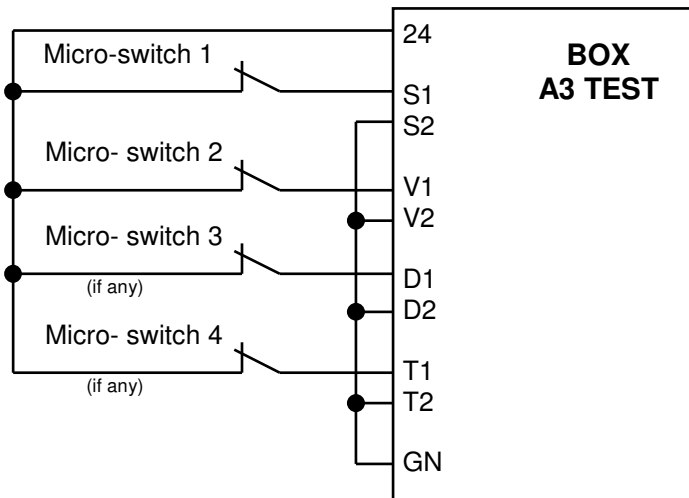 24
BOX
A3 TEST
Micro-switch 1
S1
S2
Micro- switch 2
V1
V2
Micro- switch 3
(if any)
D1
D2
Micro- switch 4
(if any)
T1
T2
GN